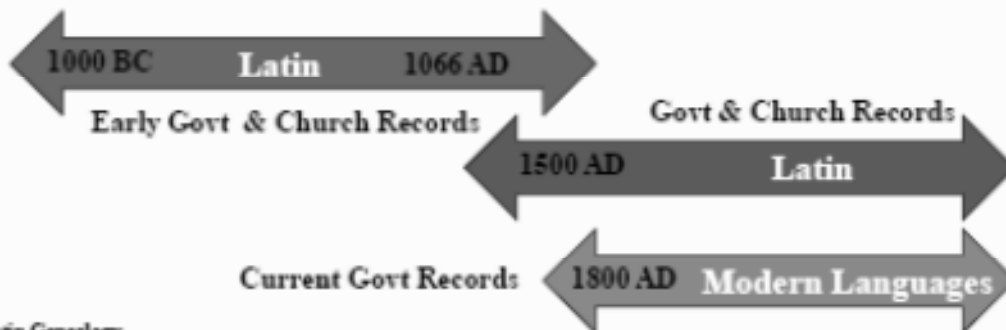 1000 BC Latin 1066 AD
Early Govt & Church Records
Govt & Church Records
1500 AD Latin
Current Govt Records
1800 AD Modern Languages